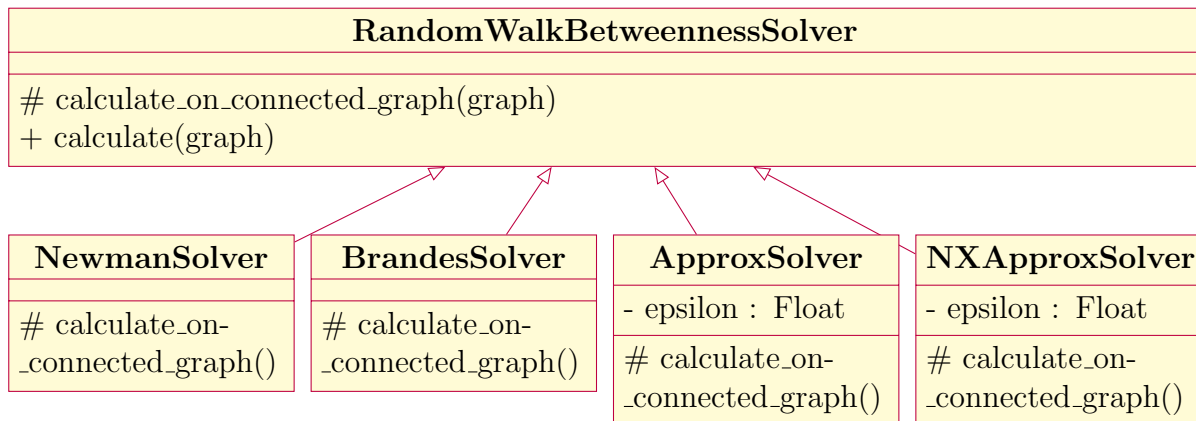 RandomWalkBetweennessSolver
# calculate_on_connected_graph(graph)
+ calculate(graph)
NewmanSolver
# calculate_on-
_connected_graph()
BrandesSolver
# calculate_on-
_connected_graph()
ApproxSolver
- epsilon : Float
# calculate_on-
_connected_graph()
NXApproxSolver
- epsilon : Float
# calculate_on-
_connected_graph()